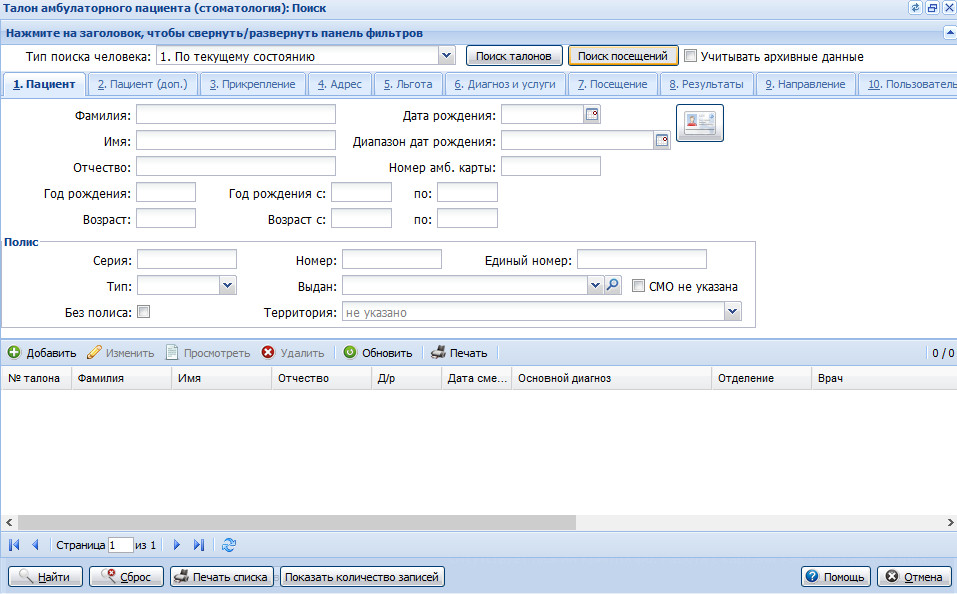 Талон амбулаторного пациента (стоматология): Поиск
Нажмите на заголовок, чтобы свернуть/развернуть панель фильтров
Тип поиска человека: 1. По текущему состоянию Поиск талонов Поиск посещений Учитывать архивные данные
1. Пациент 2. Пациент (доп.) 3. Прикрепление 4. Адрес 5. Льгота 6. Диагноз и услуги 7. Посещение 8. Результаты 9. Направление 10. Пользователь
Фамилия: Дата рождения:
Имя: Диапазон дат рождения:
Отчество: Номер амб. карты:
Год рождения: Год рождения с: по:
Возраст: Возраст с: по:
Полис
Серия: Номер: Единый номер:
Тип: Выдан: СМО не указана
Без полиса: Территория: не указано
Добавить Изменить Просмотреть Удалить Обновить Печать 0 / 0
№ талона Фамилия Имя Отчество Д/р Дата сме... Основной диагноз Отделение Врач
Страница 1 из 1
Найти Сброс Печать списка Показать количество записей Помощь Отмена